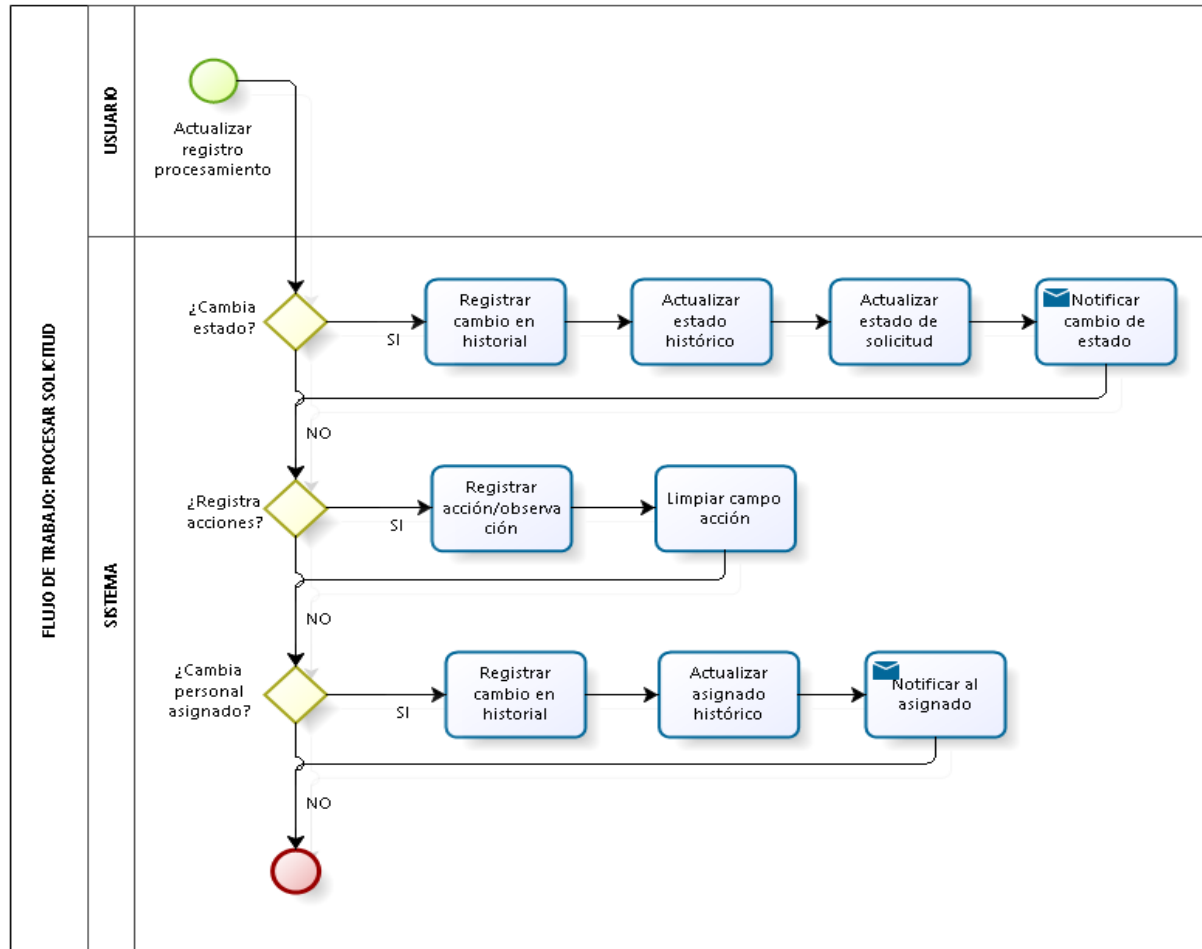 FLUJO DE TRABAJO: PROCESAR SOLICITUD
USUARIO
Actualizar
registro
procesamiento
SISTEMA
¿Cambia
estado?
SI
Registrar
cambio en
historial
Actualizar
estado
histórico
Actualizar
estado de
solicitud
Notificar
cambio de
estado
NO
¿Registra
acciones?
SI
Registrar
acción/observa
ción
Limpiar campo
acción
NO
¿Cambia
personal
asignado?
SI
Registrar
cambio en
historial
Actualizar
asignado
histórico
Notificar al
asignado
NO